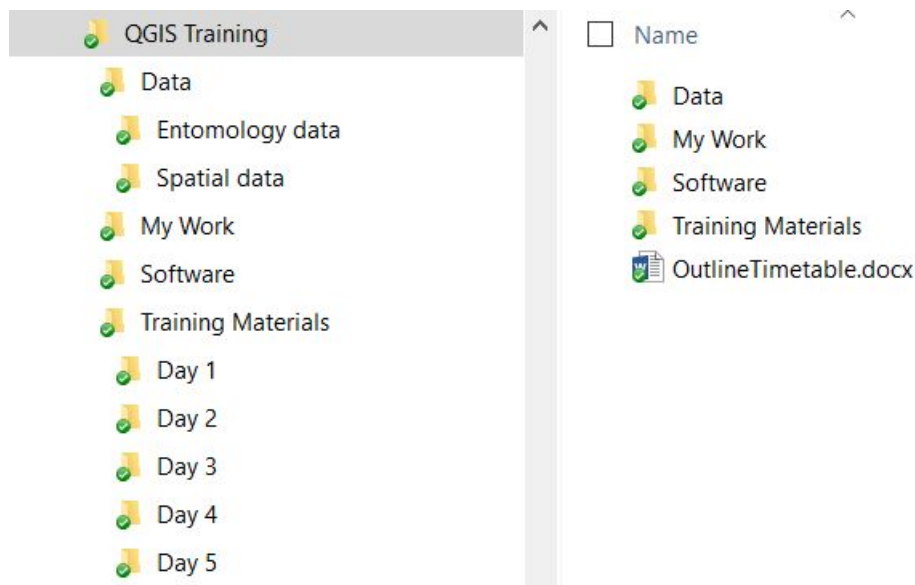 QGIS Training
Data
Entomology data
Spatial data
My Work
Software
Training Materials
Day 1
Day 2
Day 3
Day 4
Day 5
Name
Data
My Work
Software
Training Materials
OutlineTimetable.docx